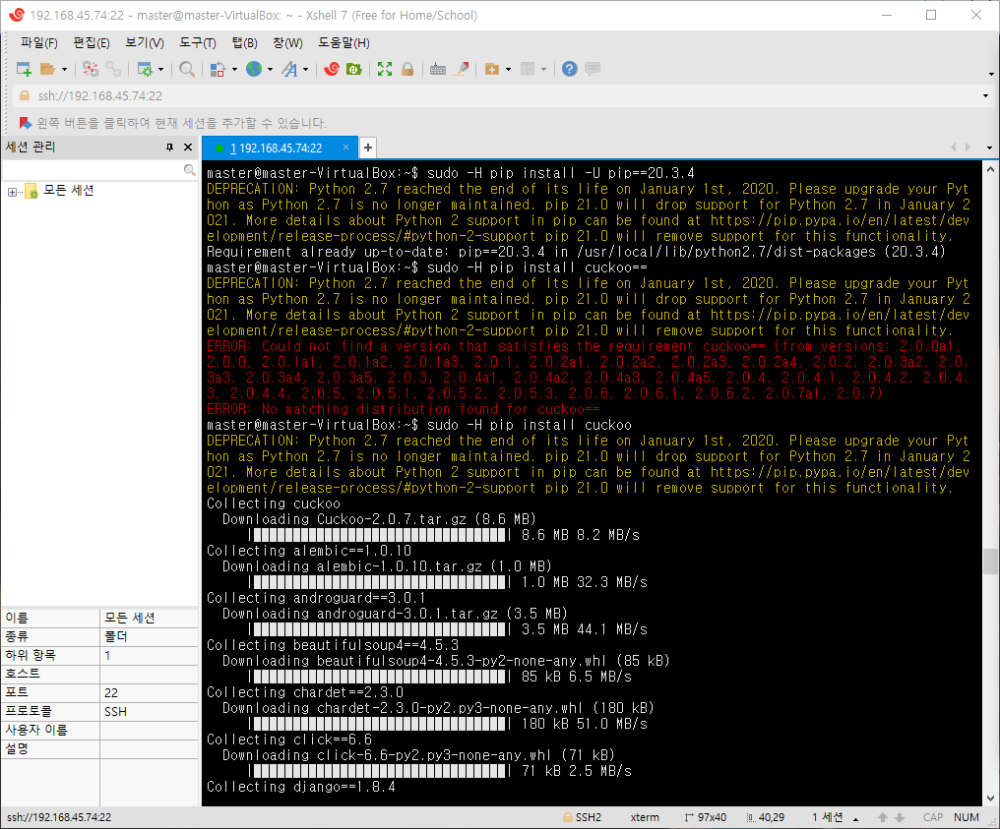 192.168.45.74:22 - master@master-VirtualBox: ~ - Xshell 7 (Free for Home/School)
파일(F) 편집(E) 보기(V) 도구(T) 탭(B) 창(W) 도움말(H)
ssh://192.168.45.74:22
왼쪽 버튼을 클릭하여 현재 세션을 추가할 수 있습니다.
세션 관리
모든 세션
이름 모든 세션
종류 폴더
하위 항목 1
호스트
포트 22
프로토콜 SSH
사용자 이름
설명
1 192.168.45.74:22
master@master-VirtualBox:~$ sudo -H pip install -U pip==20.3.4
DEPRECATION: Python 2.7 reached the end of its life on January 1st, 2020. Please upgrade your Pyt
hon as Python 2.7 is no longer maintained. pip 21.0 will drop support for Python 2.7 in January 2
021. More details about Python 2 support in pip can be found at https://pip.pypa.io/en/latest/dev
elopment/release-process/#python-2-support pip 21.0 will remove support for this functionality.
Requirement already up-to-date: pip==20.3.4 in /usr/local/lib/python2.7/dist-packages (20.3.4)
master@master-VirtualBox:~$ sudo -H pip install cuckoo==
DEPRECATION: Python 2.7 reached the end of its life on January 1st, 2020. Please upgrade your Pyt
hon as Python 2.7 is no longer maintained. pip 21.0 will drop support for Python 2.7 in January 2
021. More details about Python 2 support in pip can be found at https://pip.pypa.io/en/latest/dev
elopment/release-process/#python-2-support pip 21.0 will remove support for this functionality.
ERROR: Could not find a version that satisfies the requirement cuckoo== (from versions: 2.0.0a1,
2.0.0, 2.0.1a1, 2.0.1a2, 2.0.1a3, 2.0.1, 2.0.2a1, 2.0.2a2, 2.0.2a3, 2.0.2a4, 2.0.2, 2.0.3a2, 2.0.
3a3, 2.0.3a4, 2.0.3a5, 2.0.3, 2.0.4a1, 2.0.4a2, 2.0.4a3, 2.0.4a5, 2.0.4, 2.0.4.1, 2.0.4.2, 2.0.4.
3, 2.0.4.4, 2.0.5, 2.0.5.1, 2.0.5.2, 2.0.5.3, 2.0.6, 2.0.6.1, 2.0.6.2, 2.0.7a1, 2.0.7)
ERROR: No matching distribution found for cuckoo==
master@master-VirtualBox:~$ sudo -H pip install cuckoo
DEPRECATION: Python 2.7 reached the end of its life on January 1st, 2020. Please upgrade your Pyt
hon as Python 2.7 is no longer maintained. pip 21.0 will drop support for Python 2.7 in January 2
021. More details about Python 2 support in pip can be found at https://pip.pypa.io/en/latest/dev
elopment/release-process/#python-2-support pip 21.0 will remove support for this functionality.
Collecting cuckoo
Downloading Cuckoo-2.0.7.tar.gz (8.6 MB)
|████████████████████████████████| 8.6 MB 8.2 MB/s
Collecting alembic==1.0.10
Downloading alembic-1.0.10.tar.gz (1.0 MB)
|████████████████████████████████| 1.0 MB 32.3 MB/s
Collecting androguard==3.0.1
Downloading androguard-3.0.1.tar.gz (3.5 MB)
|████████████████████████████████| 3.5 MB 44.1 MB/s
Collecting beautifulsoup4==4.5.3
Downloading beautifulsoup4-4.5.3-py2-none-any.whl (85 kB)
|████████████████████████████████| 85 kB 6.5 MB/s
Collecting chardet==2.3.0
Downloading chardet-2.3.0-py2.py3-none-any.whl (180 kB)
|████████████████████████████████| 180 kB 51.0 MB/s
Collecting click==6.6
Downloading click-6.6-py2.py3-none-any.whl (71 kB)
|████████████████████████████████| 71 kB 2.5 MB/s
Collecting django==1.8.4
ssh://192.168.45.74:22 SSH2 xterm 97x40 40,29 1 세션 CAP NUM